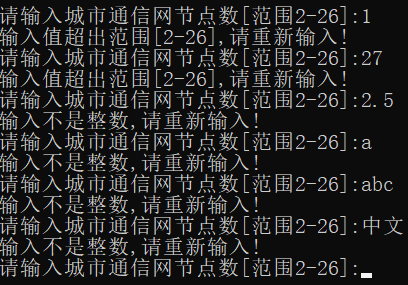 请输入城市通信网节点数[范围2-26]:1
输入值超出范围[2-26],请重新输入!
请输入城市通信网节点数[范围2-26]:27
输入值超出范围[2-26],请重新输入!
请输入城市通信网节点数[范围2-26]:2.5
输入不是整数,请重新输入!
请输入城市通信网节点数[范围2-26]:a
输入不是整数,请重新输入!
请输入城市通信网节点数[范围2-26]:abc
输入不是整数,请重新输入!
请输入城市通信网节点数[范围2-26]:中文
输入不是整数,请重新输入!
请输入城市通信网节点数[范围2-26]: